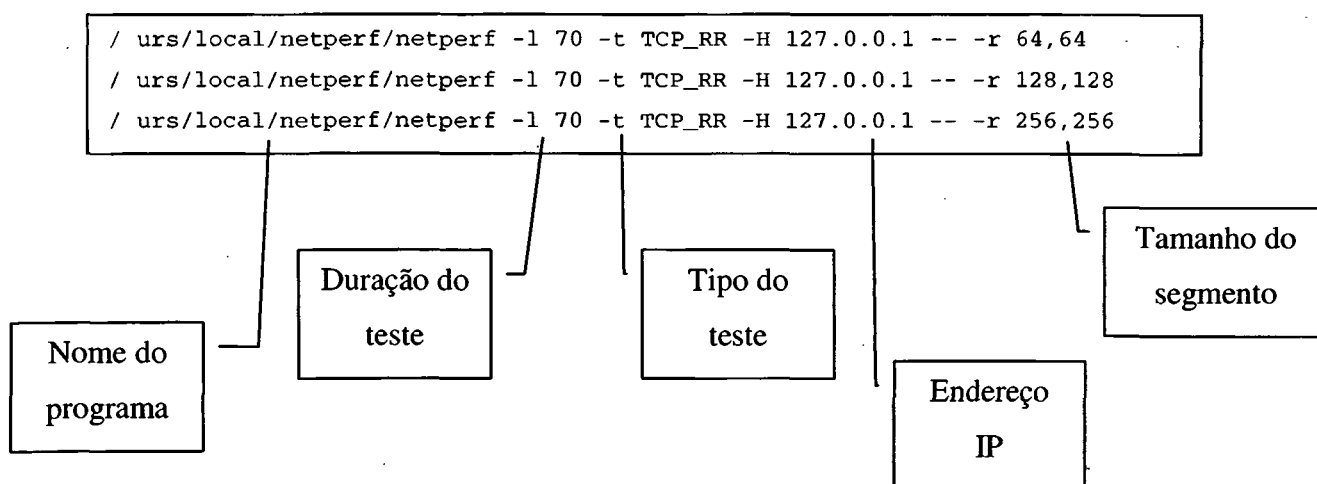 / urs/local/netperf/netperf -l 70 -t TCP_RR -H 127.0.0.1 -- -r 64,64
/ urs/local/netperf/netperf -l 70 -t TCP_RR -H 127.0.0.1 -- -r 128,128
/ urs/local/netperf/netperf -l 70 -t TCP_RR -H 127.0.0.1 -- -r 256,256
Nome do
programa
Duração do
teste
Tipo do
teste
Endereço
IP
Tamanho do
segmento